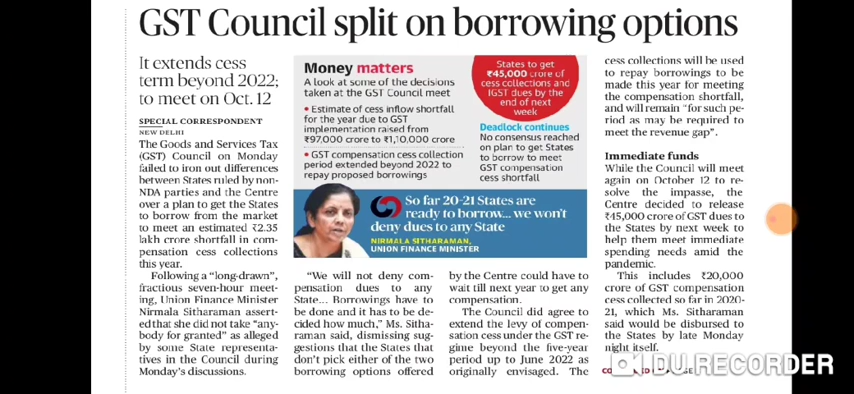 GST Council split on borrowing options
It extends cess
term beyond 2022;
to meet on Oct. 12
SPECIAL CORRESPONDENT
NEW DELHI
The Goods and Services Tax
(GST) Council on Monday
failed to iron out differences
between States ruled by non-
NDA parties and the Centre
over a plan to get the States
to borrow from the market
to meet an estimated ₹2.35
lakh crore shortfall in com-
pensation cess collections
this year.
Following a “long-drawn”,
fractious seven-hour meet-
ing, Union Finance Minister
Nirmala Sitharaman assert-
ed that she did not take “any-
body for granted” as alleged
by some State representa-
tives in the Council during
Monday’s discussions.
Money matters
A look at some of the decisions
taken at the GST Council meet
• Estimate of cess inflow shortfall
for the year due to GST
implementation raised from
₹97,000 crore to ₹1,10,000 crore
• GST compensation cess collection
period extended beyond 2022 to
repay proposed borrowings
States to get
₹45,000 crore of
cess collections and
IGST dues by the
end of next
week
Deadlock continues
No consensus reached
on plan to get States
to borrow to meet
GST compensation
cess shortfall
So far 20-21 States are
ready to borrow... we won’t
deny dues to any State
NIRMALA SITHARAMAN,
UNION FINANCE MINISTER
“We will not deny com-
pensation dues to any
State... Borrowings have to
be done and it has to be de-
cided how much,” Ms. Sitha-
raman said, dismissing sug-
gestions that the States that
don’t pick either of the two
borrowing options offered
by the Centre could have to
wait till next year to get any
compensation.
The Council did agree to
extend the levy of compen-
sation cess under the GST re-
gime beyond the five-year
period up to June 2022 as
originally envisaged. The
cess collections will be used
to repay borrowings to be
made this year for meeting
the compensation shortfall,
and will remain “for such pe-
riod as may be required to
meet the revenue gap”.
Immediate funds
While the Council will meet
again on October 12 to re-
solve the impasse, the
Centre decided to release
₹45,000 crore of GST dues to
the States by next week to
help them meet immediate
spending needs amid the
pandemic.
This includes ₹20,000
crore of GST compensation
cess collected so far in 2020-
21, which Ms. Sitharaman
said would be disbursed to
the States by late Monday
night itself.
DU RECORDER